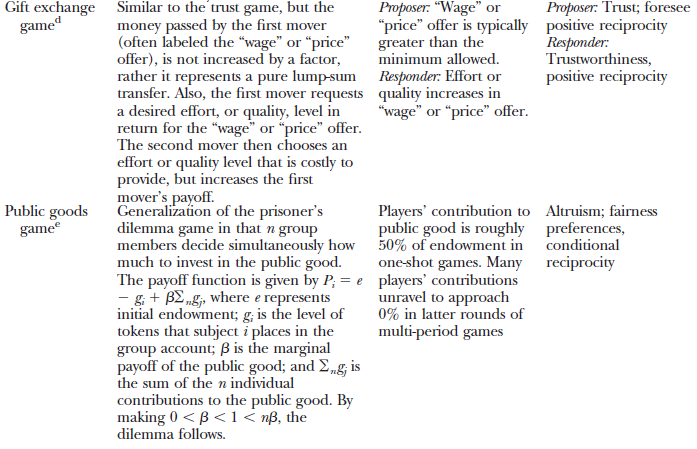 Gift exchange
game^d
Similar to the trust game, but the
money passed by the first mover
(often labeled the “wage” or “price”
offer), is not increased by a factor,
rather it represents a pure lump-sum
transfer. Also, the first mover requests
a desired effort, or quality, level in
return for the “wage” or “price” offer.
The second mover then chooses an
effort or quality level that is costly to
provide, but increases the first
mover’s payoff.
Proposer: “Wage” or
“price” offer is typically
greater than the
minimum allowed.
Responder: Effort or
quality increases in
“wage” or “price” offer.
Proposer: Trust; foresee
positive reciprocity
Responder:
Trustworthiness,
positive reciprocity
Public goods
game^e
Generalization of the prisoner’s
dilemma game in that n group
members decide simultaneously how
much to invest in the public good.
The payoff function is given by P_i = e
− g_i + βΣ_n g_j, where e represents
initial endowment; g_i is the level of
tokens that subject i places in the
group account; β is the marginal
payoff of the public good; and Σ_n g_j is
the sum of the n individual
contributions to the public good. By
making 0 < β < 1 < nβ, the
dilemma follows.
Players’ contribution to
public good is roughly
50% of endowment in
one-shot games. Many
players’ contributions
unravel to approach
0% in latter rounds of
multi-period games
Altruism; fairness
preferences,
conditional
reciprocity